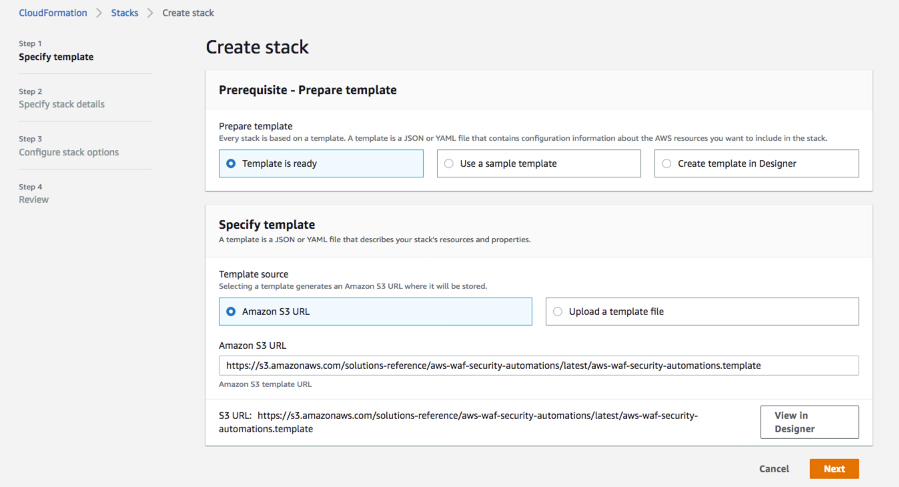 CloudFormation > Stacks > Create stack
Step 1
Specify template
Step 2
Specify stack details
Step 3
Configure stack options
Step 4
Review
Create stack
Prerequisite - Prepare template
Prepare template
Every stack is based on a template. A template is a JSON or YAML file that contains configuration information about the AWS resources you want to include in the stack.
Template is ready
Use a sample template
Create template in Designer
Specify template
A template is a JSON or YAML file that describes your stack's resources and properties.
Template source
Selecting a template generates an Amazon S3 URL where it will be stored.
Amazon S3 URL
Upload a template file
Amazon S3 URL
https://s3.amazonaws.com/solutions-reference/aws-waf-security-automations/latest/aws-waf-security-automations.template
Amazon S3 template URL
S3 URL: https://s3.amazonaws.com/solutions-reference/aws-waf-security-automations/latest/aws-waf-security-
automations.template
View in
Designer
Cancel
Next